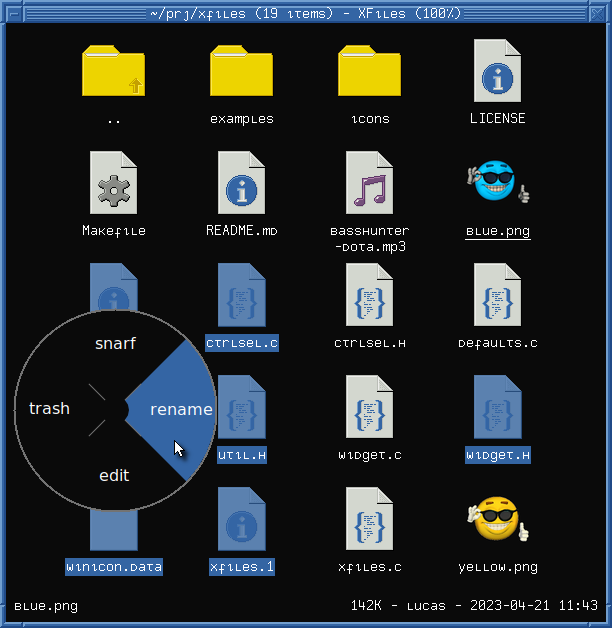 ~/prj/xfiles (19 items) - XFiles (100%)
.. examples icons LICENSE
Makefile README.md Basshunter blue.png
-Dota.mp3
snarf ctrlsel.c ctrlsel.h defaults.c
trash rename util.h widget.c widget.h
edit
winicon.data xfiles.1 xfiles.c yellow.png
blue.png 142K - lucas - 2023-04-21 11:43